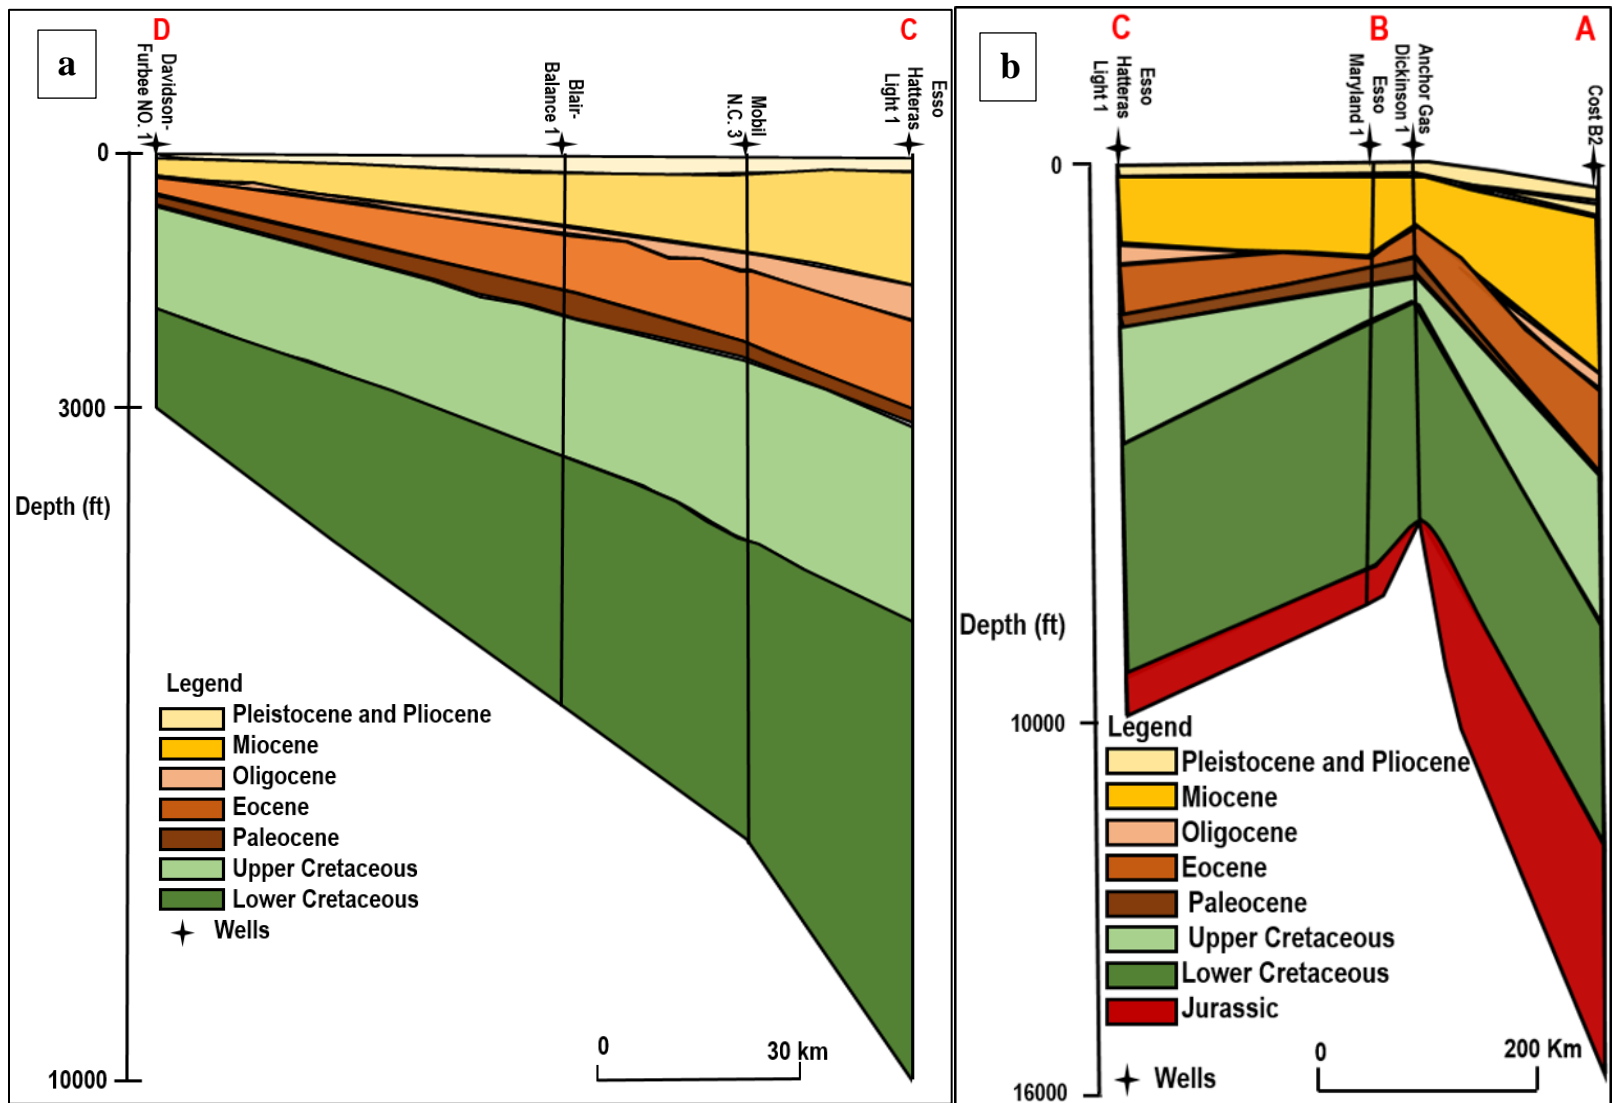 a
D
C
Davidson-
Furbee NO. 1
Blair-
Balance 1
Mobil
N.C. 3
Esso
Hatteras
Light 1
0
3000
Depth (ft)
10000
Legend
Pleistocene and Pliocene
Miocene
Oligocene
Eocene
Paleocene
Upper Cretaceous
Lower Cretaceous
Wells
0
30 km
b
C
B
A
Esso
Hatteras
Light 1
Esso
Maryland 1
Anchor Gas
Dickinson 1
Cost B2
0
Depth (ft)
10000
16000
Legend
Pleistocene and Pliocene
Miocene
Oligocene
Eocene
Paleocene
Upper Cretaceous
Lower Cretaceous
Jurassic
Wells
0
200 Km